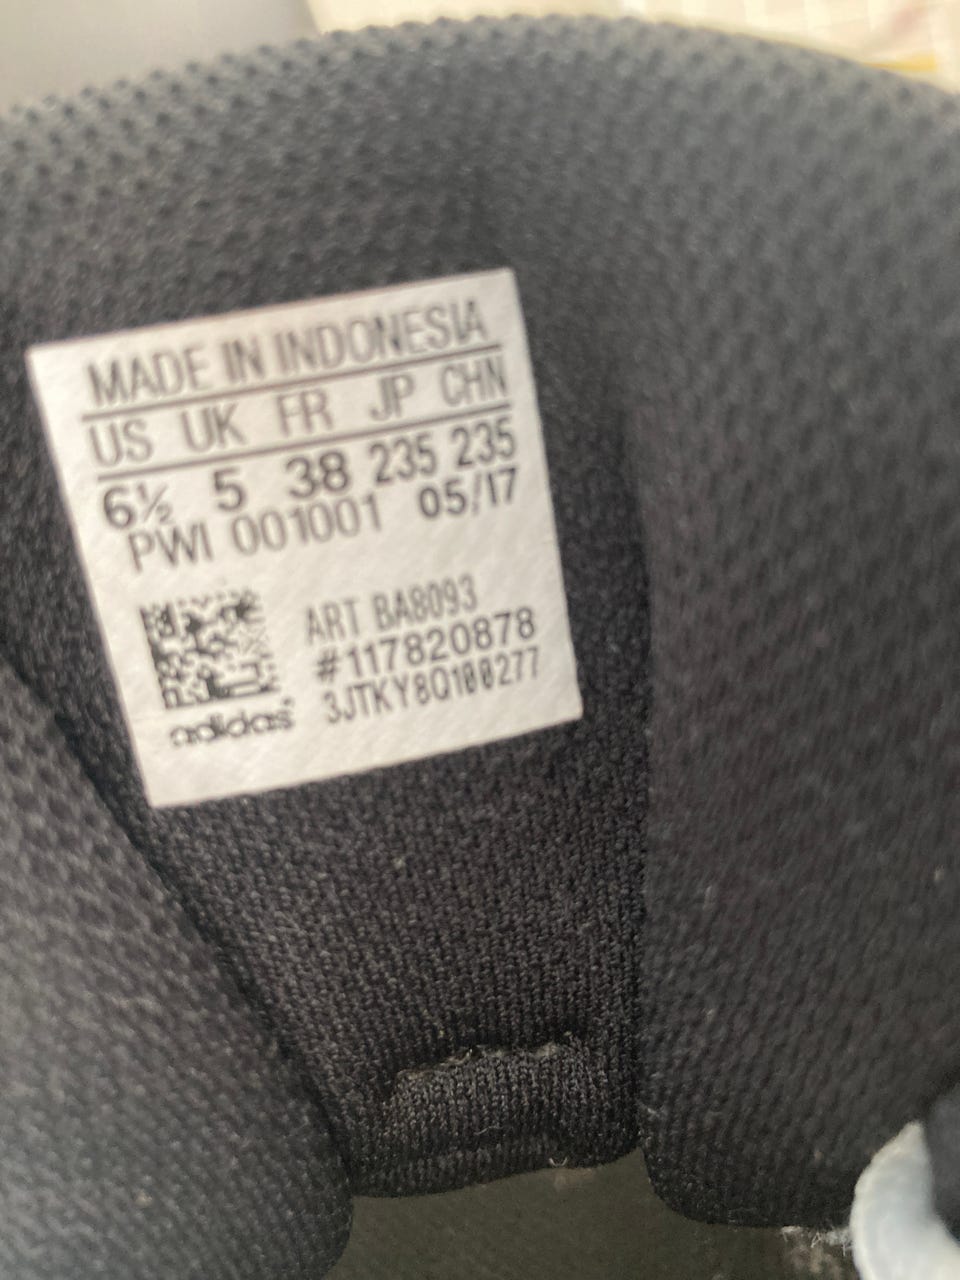 MADE IN INDONESIA
US UK FR JP CHN
6½ 5 38 235 235
PWI 001001 05/17
ART BA8093
#117820878
3JTKY8Q100277
adidas